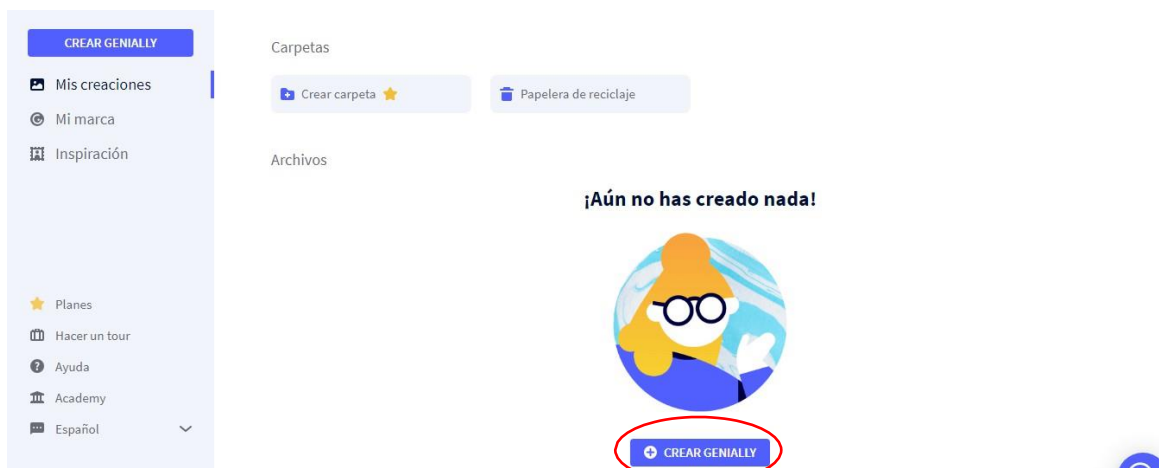 CREAR GENIALLY
Mis creaciones
Mi marca
Inspiración
Planes
Hacer un tour
Ayuda
Academy
Español
Carpetas
Crear carpeta
Papelera de reciclaje
Archivos
¡Aún no has creado nada!
CREAR GENIALLY